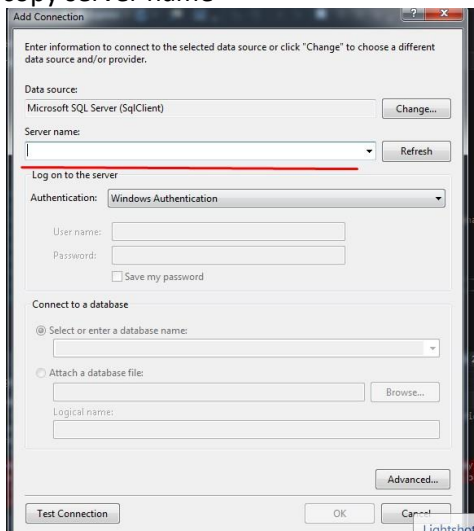 copy server name
Add Connection
Enter information to connect to the selected data source or click "Change" to choose a different
data source and/or provider.
Data source:
Microsoft SQL Server (SqlClient)
Change...
Server name:
Refresh
Log on to the server
Authentication: Windows Authentication
User name:
Password:
Save my password
Connect to a database
Select or enter a database name:
Attach a database file:
Browse...
Logical name:
Advanced...
Test Connection
OK
Cancel
Lightshot